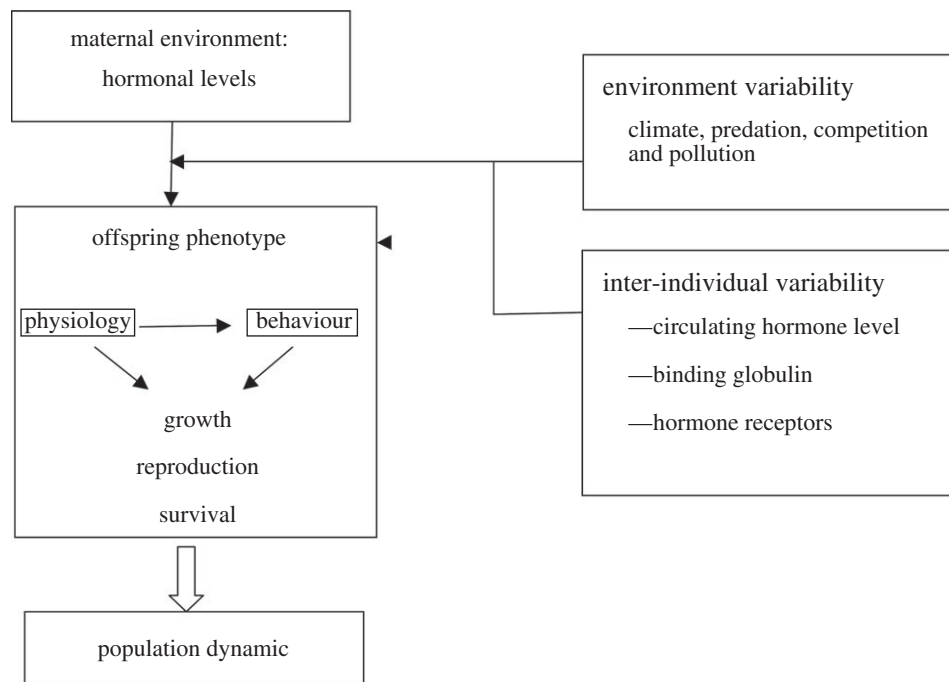 maternal environment:
hormonal levels
environment variability
climate, predation, competition
and pollution
offspring phenotype
inter-individual variability
physiology
behaviour
—circulating hormone level
—binding globulin
—hormone receptors
growth
reproduction
survival
population dynamic